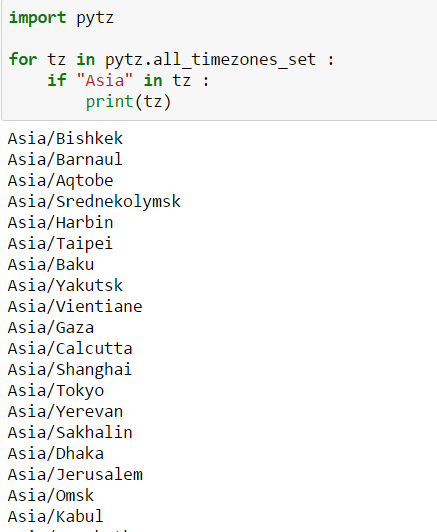 import pytz
for tz in pytz.all_timezones_set :
    if "Asia" in tz :
        print(tz)
Asia/Bishkek
Asia/Barnaul
Asia/Aqtobe
Asia/Srednekolymsk
Asia/Harbin
Asia/Taipei
Asia/Baku
Asia/Yakutsk
Asia/Vientiane
Asia/Gaza
Asia/Calcutta
Asia/Shanghai
Asia/Tokyo
Asia/Yerevan
Asia/Sakhalin
Asia/Dhaka
Asia/Jerusalem
Asia/Omsk
Asia/Kabul